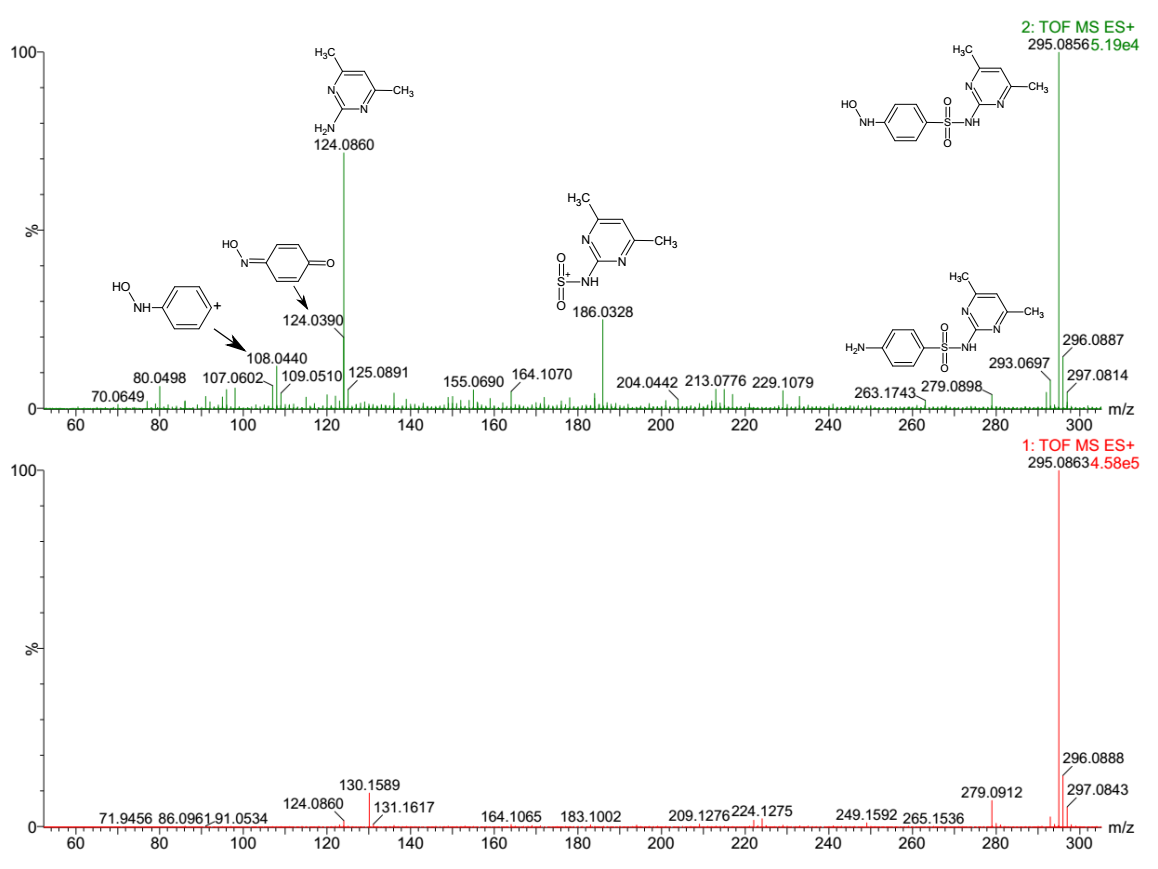 2: TOF MS ES+
295.0856 5.19e4
100
%
0
H₃C
N
CH₃
N
H₂N
124.0860
HO
N
O
124.0390
HO
NH
+
108.0440
H₃C
N
CH₃
N
O
S+
NH
O
186.0328
H₃C
N
CH₃
N
HO
NH
O
S
NH
O
H₃C
N
CH₃
N
H₂N
O
S
NH
O
70.0649
80.0498
107.0602
109.0510
125.0891
155.0690
164.1070
204.0442
213.0776
229.1079
263.1743
279.0898
293.0697
296.0887
297.0814
60 80 100 120 140 160 180 200 220 240 260 280 300 m/z
1: TOF MS ES+
295.0863 4.58e5
100
%
0
71.9456
86.0961
91.0534
124.0860
130.1589
131.1617
164.1065
183.1002
209.1276
224.1275
249.1592
265.1536
279.0912
296.0888
297.0843
60 80 100 120 140 160 180 200 220 240 260 280 300 m/z